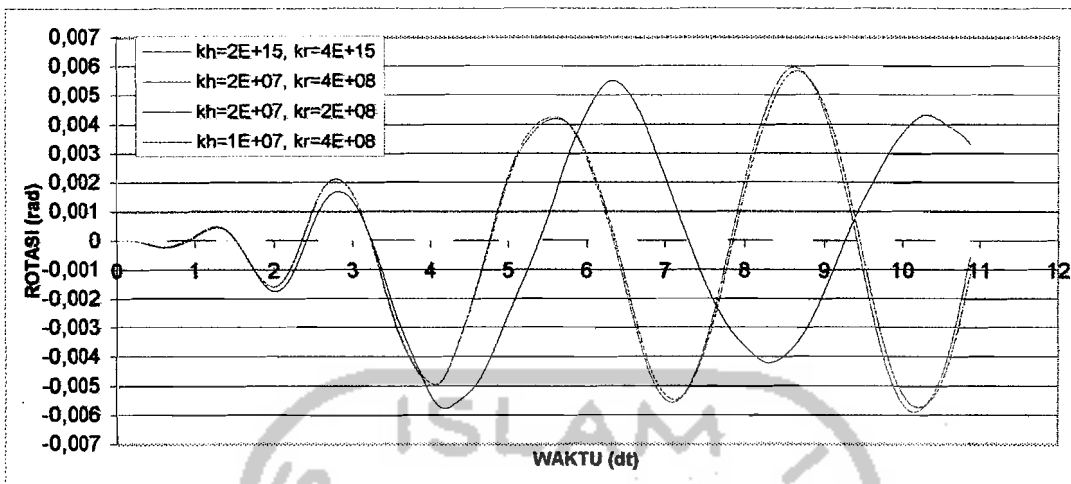 0,007
0,006
0,005
0,004
0,003
0,002
0,001
0
-0,001
-0,002
-0,003
-0,004
-0,005
-0,006
-0,007
ROTASI (rad)
kh=2E+15, kr=4E+15
kh=2E+07, kr=4E+08
kh=2E+07, kr=2E+08
kh=1E+07, kr=4E+08
0 1 2 3 4 5 6 7 8 9 10 11 12
WAKTU (dt)
ISLAM